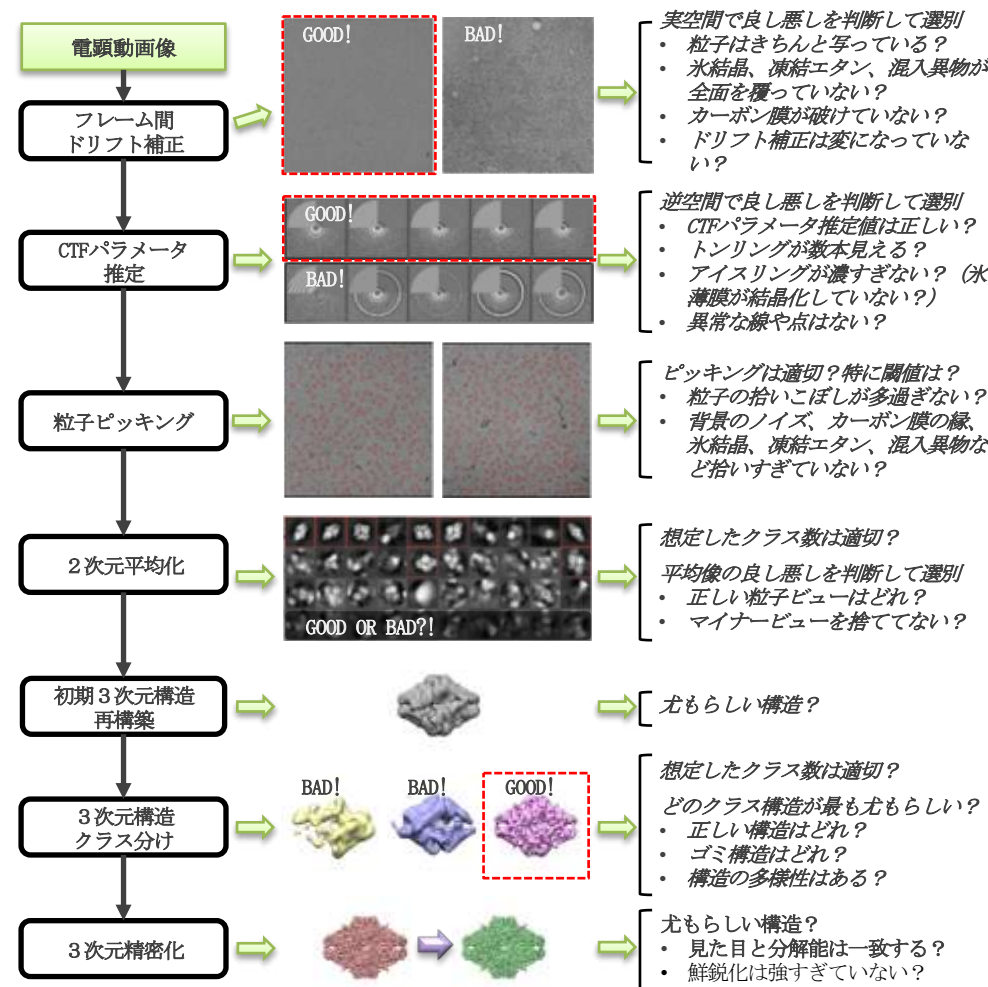 電顕動画像
フレーム間
ドリフト補正
GOOD!
BAD!
実空間で良し悪しを判断して選別
• 粒子はきちんと写っている？
• 氷結晶、凍結エタン、混入異物が
全面を覆っていない？
• カーボン膜が破けていない？
• ドリフト補正は変になっていな
い？
CTFパラメータ
推定
GOOD!
BAD!
逆空間で良し悪しを判断して選別
• CTFパラメータ推定値は正しい？
• トンリングが数本見える？
• アイスリングが濃すぎない？（氷
薄膜が結晶化していない？）
• 異常な線や点はない？
粒子ピッキング
ピッキングは適切？特に閾値は？
• 粒子の拾いこぼしが多過ぎない？
• 背景のノイズ、カーボン膜の縁、
氷結晶、凍結エタン、混入異物な
ど拾いすぎていない？
２次元平均化
GOOD OR BAD?!
想定したクラス数は適切？
平均像の良し悪しを判断して選別
• 正しい粒子ビューはどれ？
• マイナービューを捨ててない？
初期３次元構造
再構築
尤もらしい構造？
３次元構造
クラス分け
BAD!
BAD!
GOOD!
想定したクラス数は適切？
どのクラス構造が最も尤もらしい？
• 正しい構造はどれ？
• ゴミ構造はどれ？
• 構造の多様性はある？
３次元精密化
尤もらしい構造？
• 見た目と分解能は一致する？
• 鮮鋭化は強すぎていない？